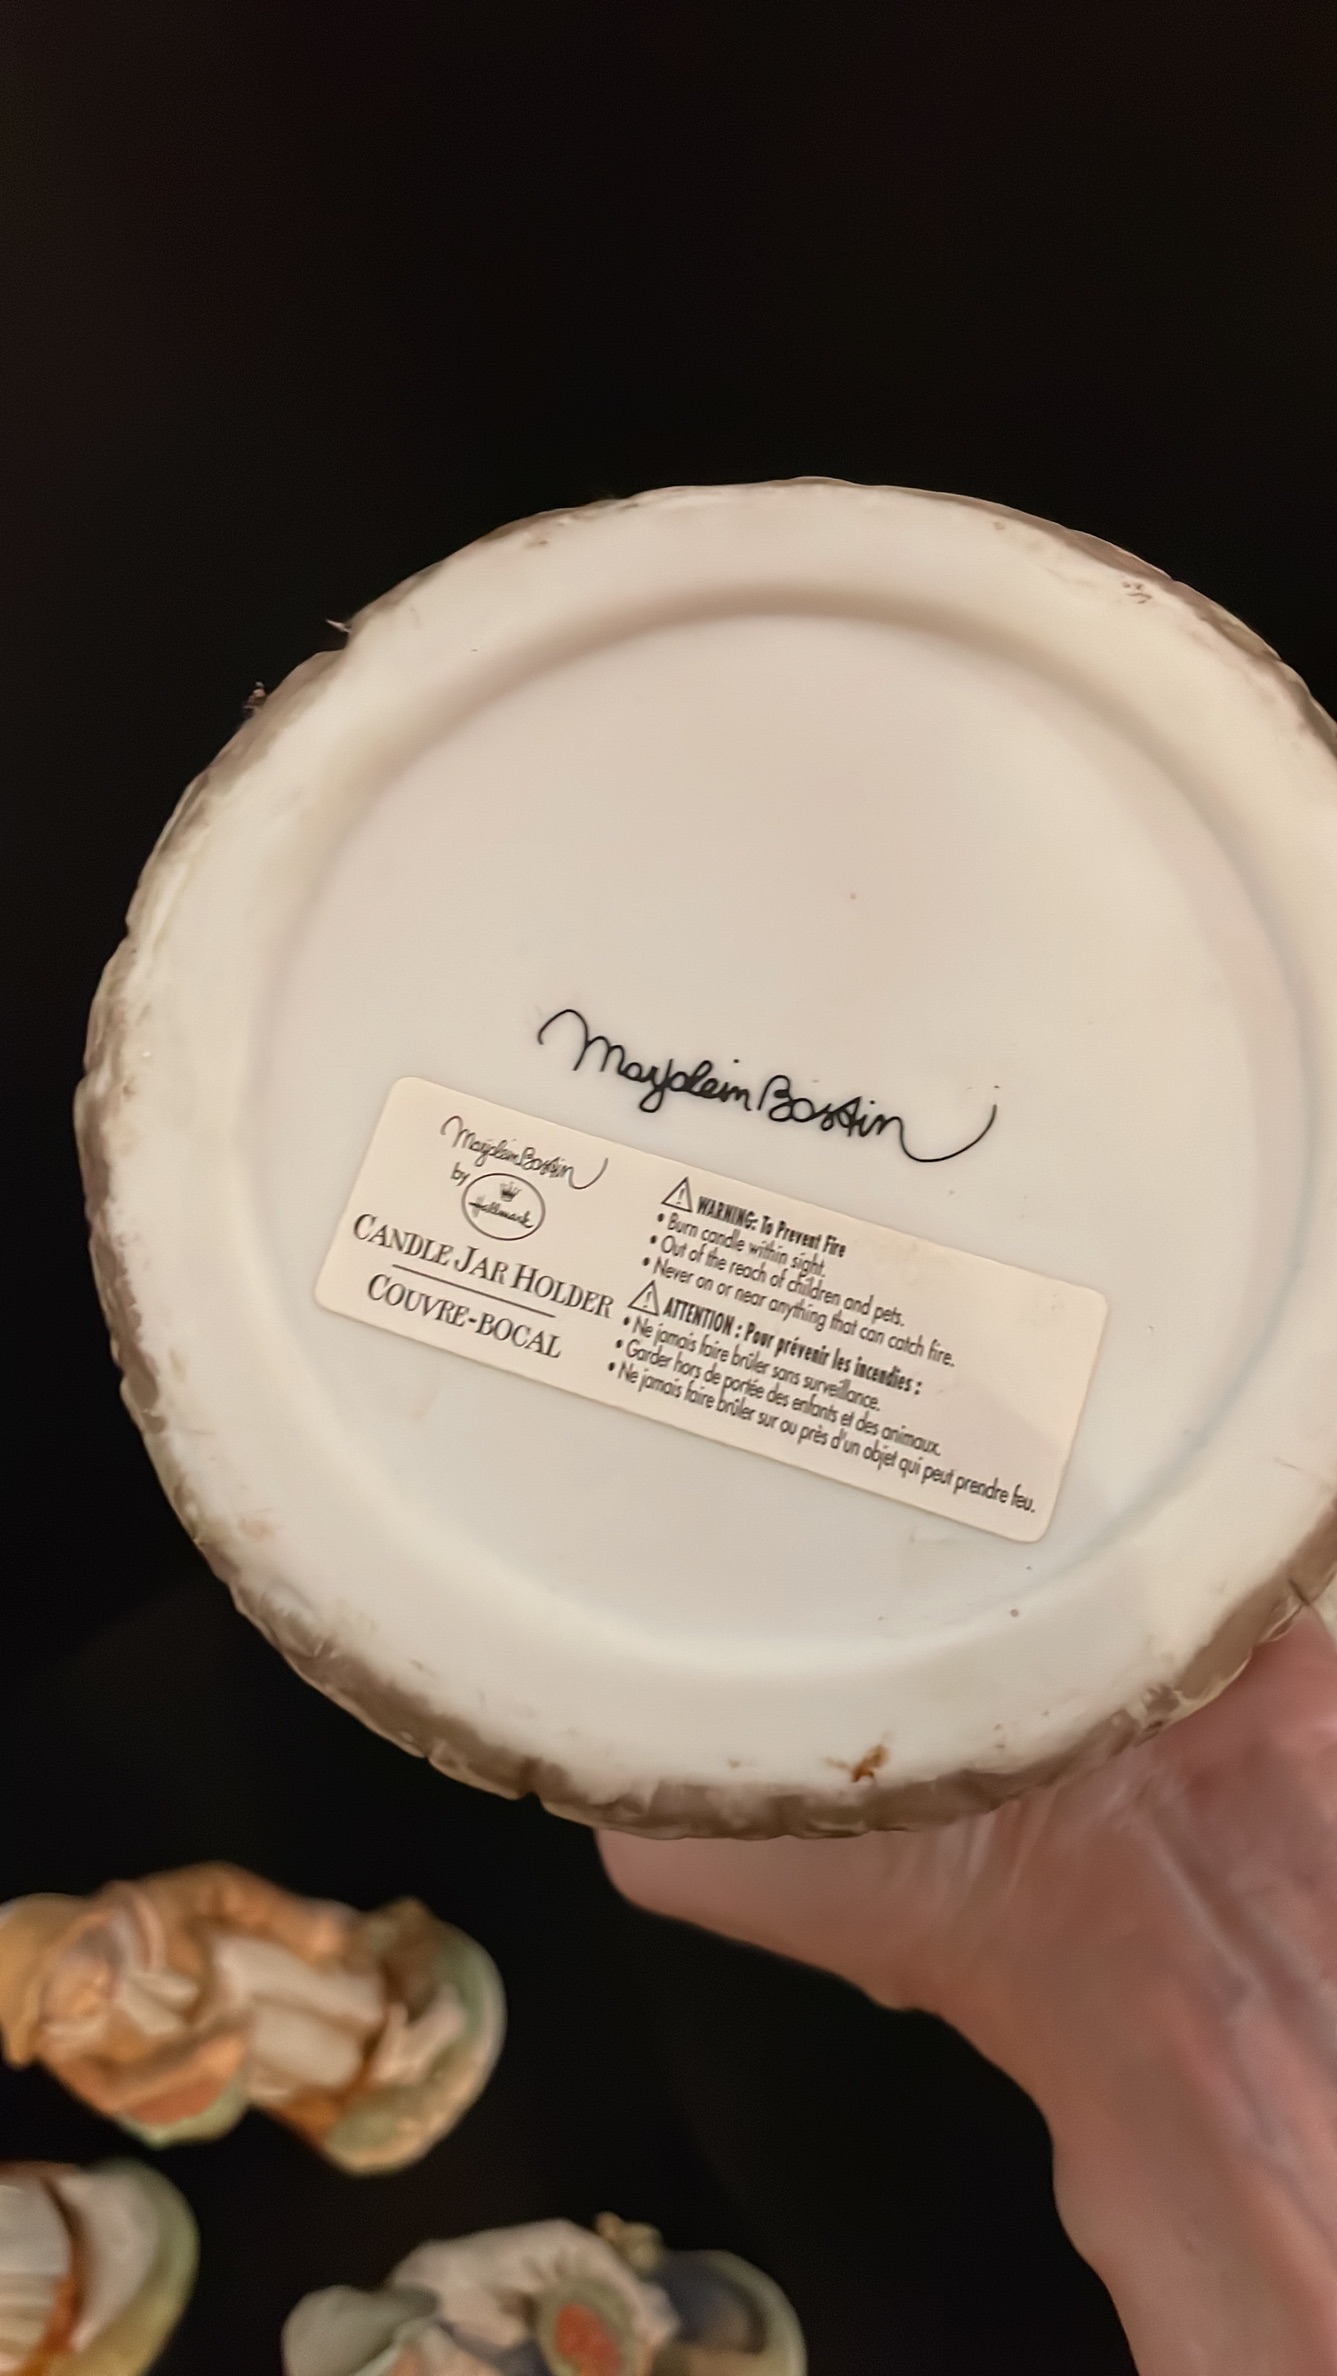 Marjolein Bastin
Marjolein Bastin
by Hallmark
CANDLE JAR HOLDER
COUVRE-BOCAL
⚠ WARNING: To Prevent Fire
• Burn candle within sight.
• Out of the reach of children and pets.
• Never on or near anything that can catch fire.
⚠ ATTENTION : Pour prévenir les incendies :
• Ne jamais faire brûler sans surveillance.
• Garder hors de portée des enfants et des animaux.
• Ne jamais faire brûler sur ou près d'un objet qui peut prendre feu.